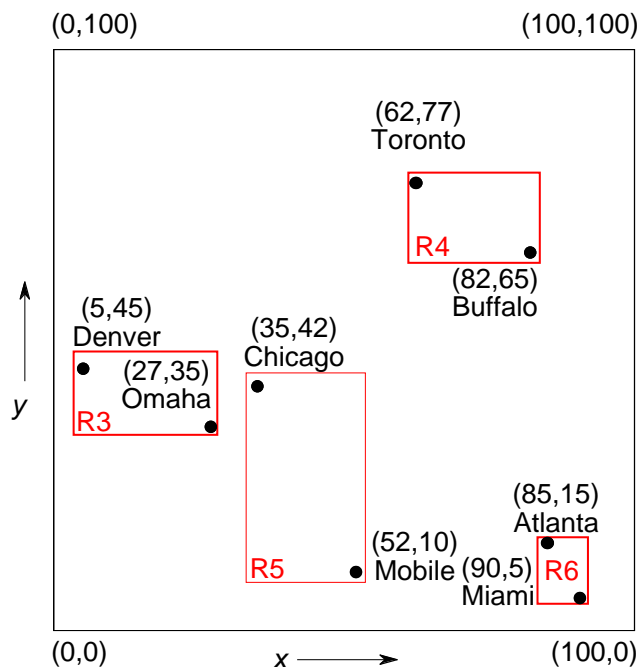 (0,100)
(100,100)
(62,77)
Toronto
R4
(82,65)
Buffalo
(5,45)
Denver
(35,42)
Chicago
(27,35)
Omaha
R3
y
(85,15)
Atlanta
(52,10)
Mobile
R5
(90,5)
Miami
R6
(0,0)
x
(100,0)